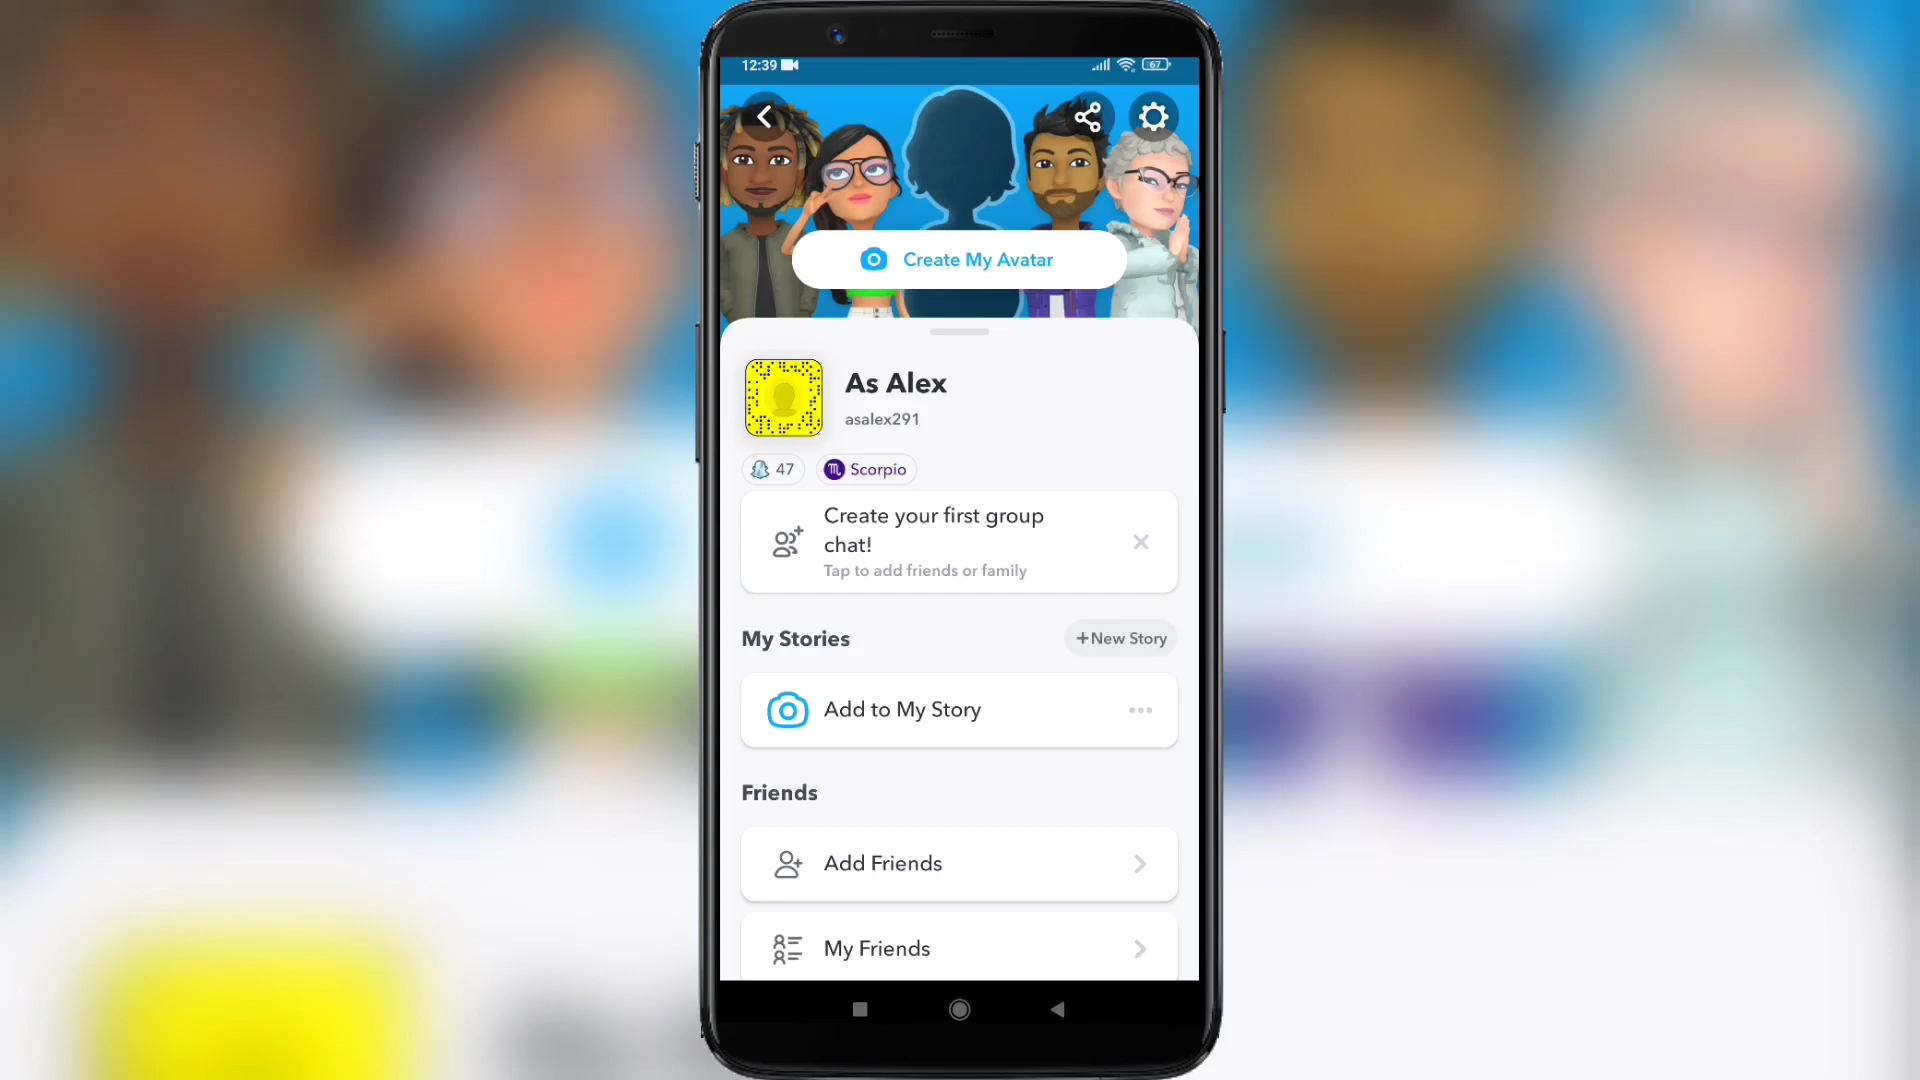 12:39
67
Create My Avatar
As Alex
asalex291
47
Scorpio
Create your first group
chat!
Tap to add friends or family
My Stories
+New Story
Add to My Story
Friends
Add Friends
My Friends